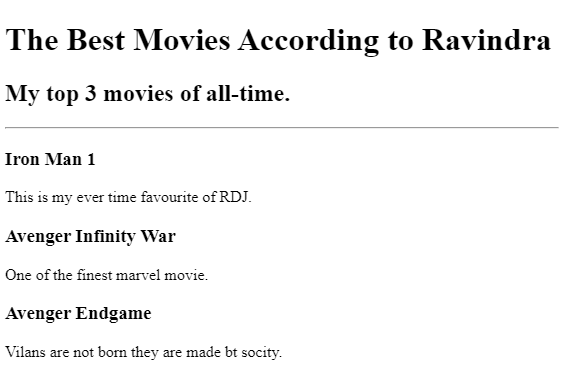 The Best Movies According to Ravindra
My top 3 movies of all-time.
Iron Man 1
This is my ever time favourite of RDJ.
Avenger Infinity War
One of the finest marvel movie.
Avenger Endgame
Vilans are not born they are made bt socity.